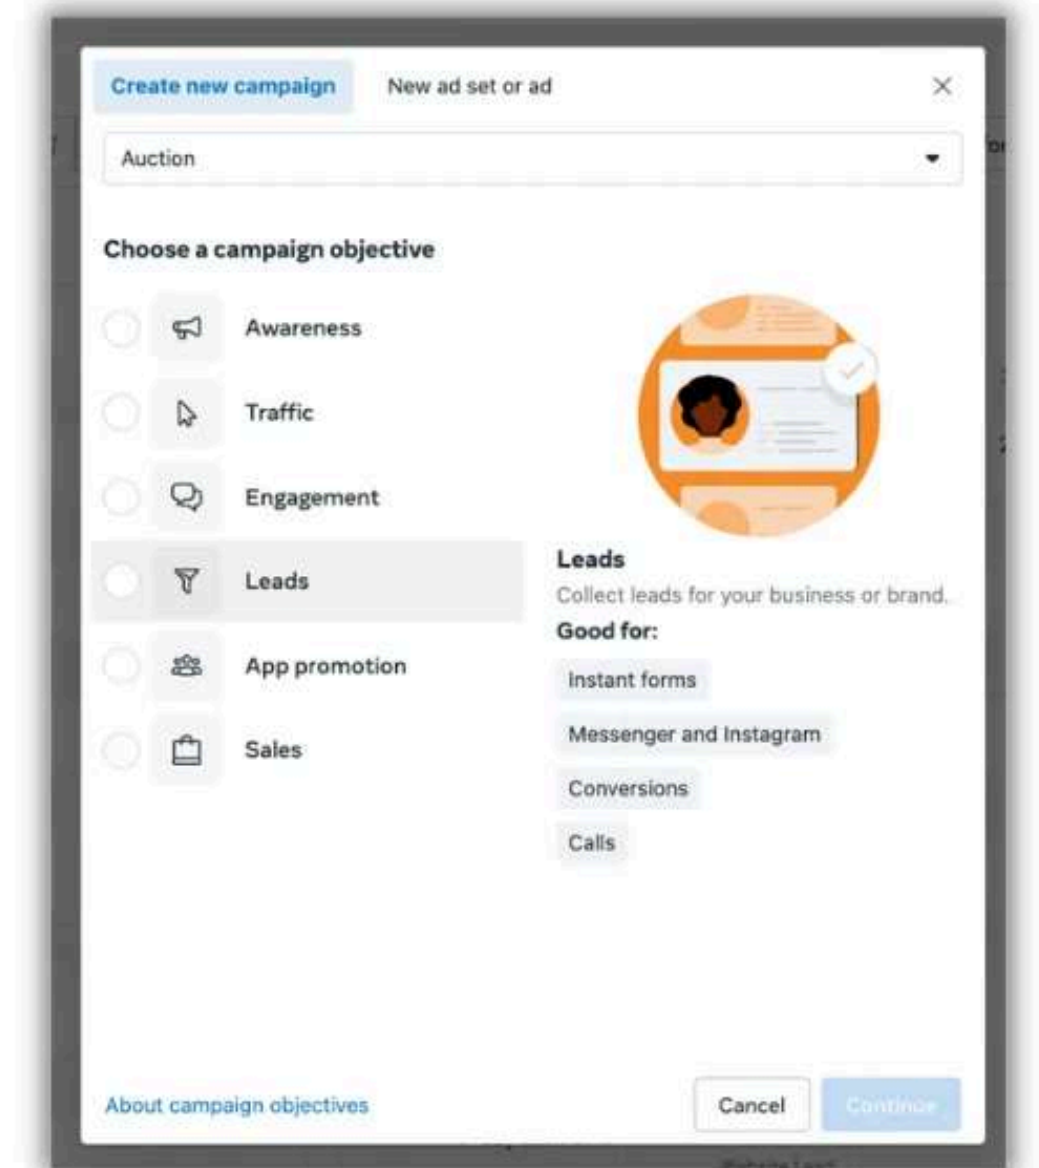 Create new campaign
New ad set or ad
Auction
Choose a campaign objective
Awareness
Traffic
Engagement
Leads
App promotion
Sales
Leads
Collect leads for your business or brand.
Good for:
Instant forms
Messenger and Instagram
Conversions
Calls
About campaign objectives
Cancel
Continue